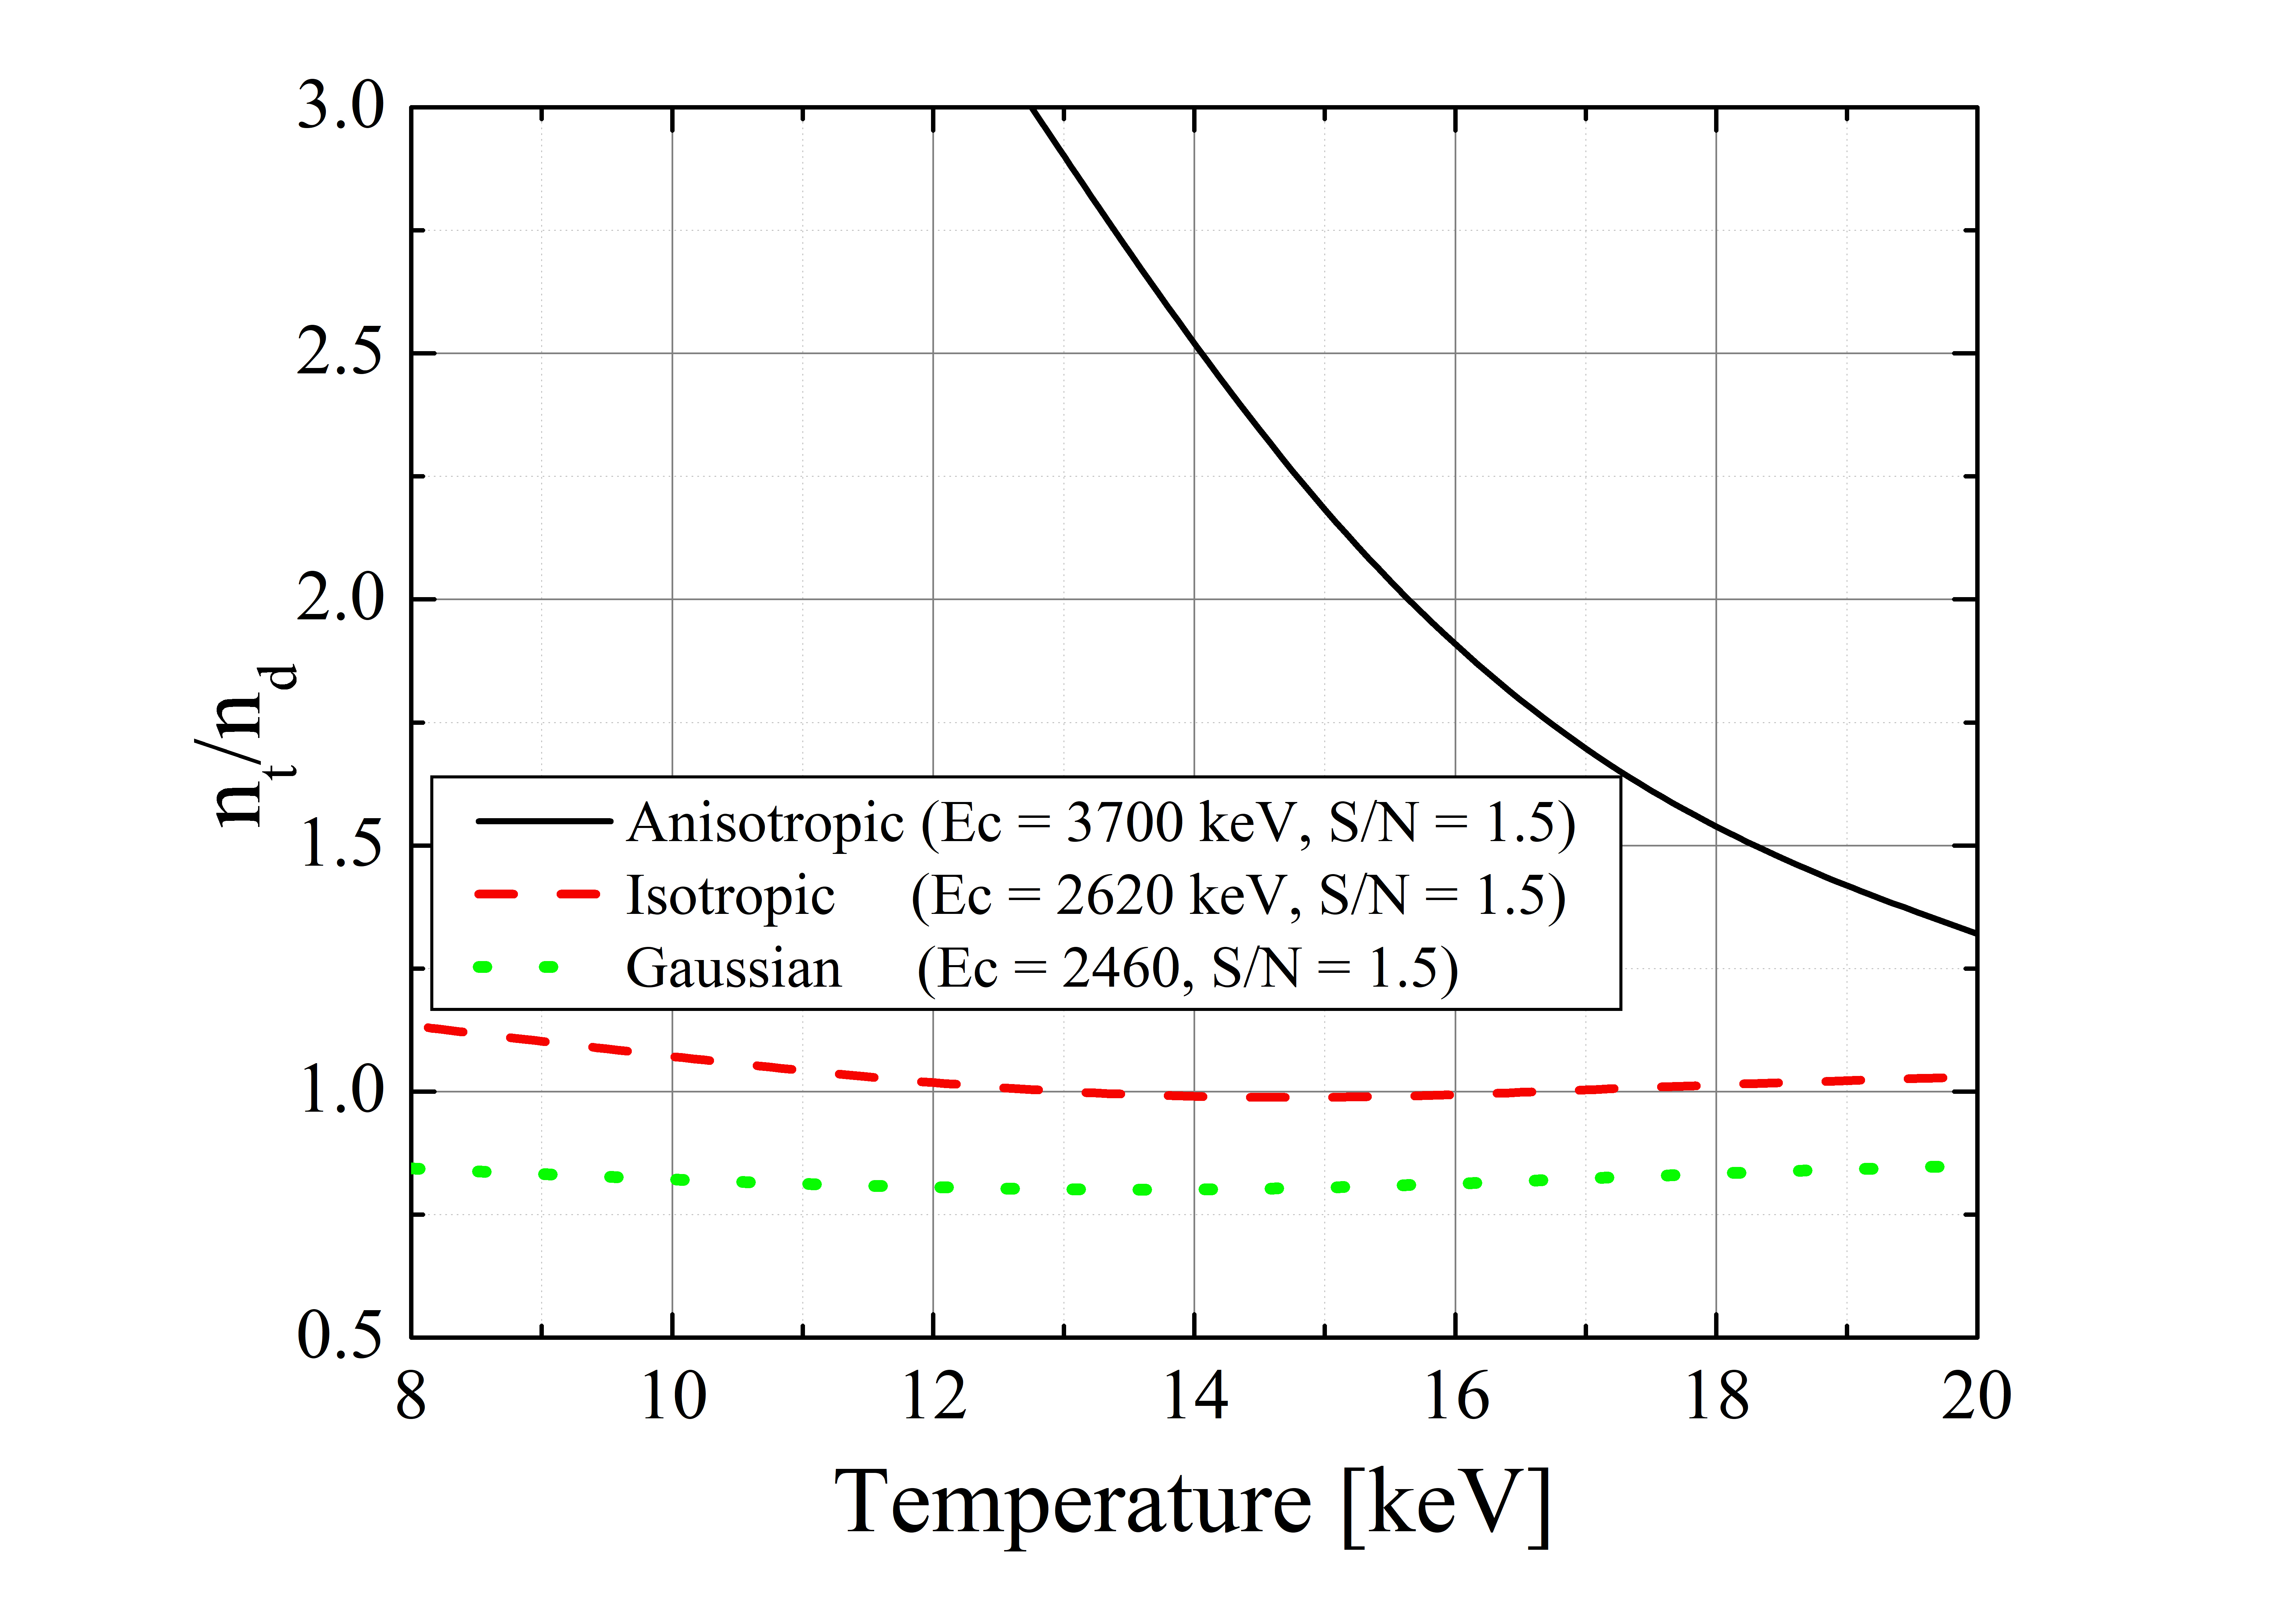 3.0
2.5
2.0
1.5
1.0
0.5
nt/nd
Anisotropic (Ec = 3700 keV, S/N = 1.5)
Isotropic (Ec = 2620 keV, S/N = 1.5)
Gaussian (Ec = 2460, S/N = 1.5)
8 10 12 14 16 18 20
Temperature [keV]